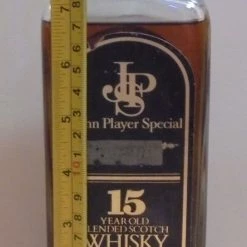 JPS
hn Player Special
15
YEAR OLD
BLENDED SCOTCH
WHISKY